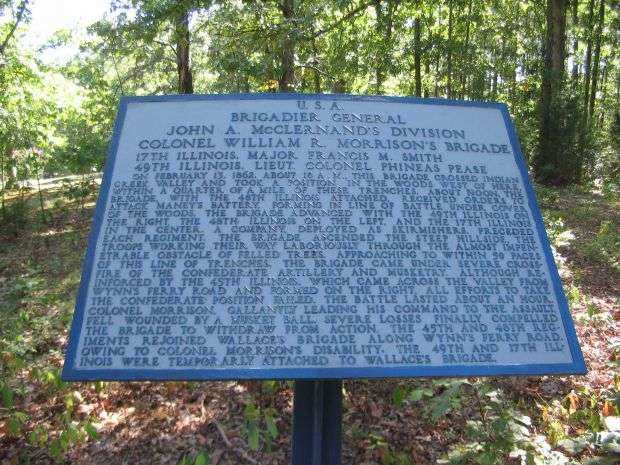 U.S.A.
BRIGADIER GENERAL
JOHN A. McCLERNAND'S DIVISION
COLONEL WILLIAM R. MORRISON'S BRIGADE
17TH ILLINOIS, MAJOR FRANCIS M. SMITH
49TH ILLINOIS, LIEUT. COLONEL PHINEAS PEASE
FEBRUARY 13, 1862, ABOUT 10 A.M. THIS BRIGADE CROSSED INDIAN
CREEK VALLEY AND TOOK A POSITION IN THE WOODS WEST OF HERE,
WITHIN A QUARTER OF A MILE OF THESE TRENCHES. ABOUT NOON THE
BRIGADE, WITH THE 48TH ILLINOIS ATTACHED, RECEIVED ORDERS TO
ATTACK MANEY'S BATTERY. FORMING LINE OF BATTLE UNDER COVER
OF THE WOODS, THE BRIGADE ADVANCED, WITH THE 49TH ILLINOIS ON
THE RIGHT, THE 48TH ILLINOIS ON THE LEFT, AND THE 17TH ILLINOIS
IN THE CENTER. A COMPANY, DEPLOYED AS SKIRMISHERS, PRECEDED
EACH REGIMENT. THE BRIGADE ASCENDED THE STEEP HILLSIDE, THE
TROOPS WORKING THEIR WAY LABORIOUSLY THROUGH THE ALMOST IMPEN-
ETRABLE OBSTACLE OF FELLED TREES. APPROACHING TO WITHIN 50 PACES
OF THIS LINE OF TRENCHES, THE BRIGADE CAME UNDER SEVERE CROSS-
FIRE OF THE CONFEDERATE ARTILLERY AND MUSKETRY. ALTHOUGH RE-
INFORCED BY THE 45TH ILLINOIS, WHICH CAME ACROSS THE VALLEY FROM
WYNN'S FERRY ROAD AND FORMED ON THE RIGHT, ALL EFFORT TO TAKE
THE CONFEDERATE POSITION FAILED. THE BATTLE LASTED ABOUT AN HOUR.
COLONEL MORRISON, GALLANTLY LEADING HIS COMMAND TO THE ASSAULT,
FELL WOUNDED BY A MUSKET BALL. SEVERE LOSSES FINALLY COMPELLED
THE BRIGADE TO WITHDRAW FROM ACTION. THE 45TH AND 48TH REG-
IMENTS REJOINED WALLACE'S BRIGADE ALONG WYNN'S FERRY ROAD.
OWING TO COLONEL MORRISON'S DISABILITY, THE 49TH AND 17TH ILL-
INOIS WERE TEMPORARLY ATTACHED TO WALLACE'S BRIGADE.